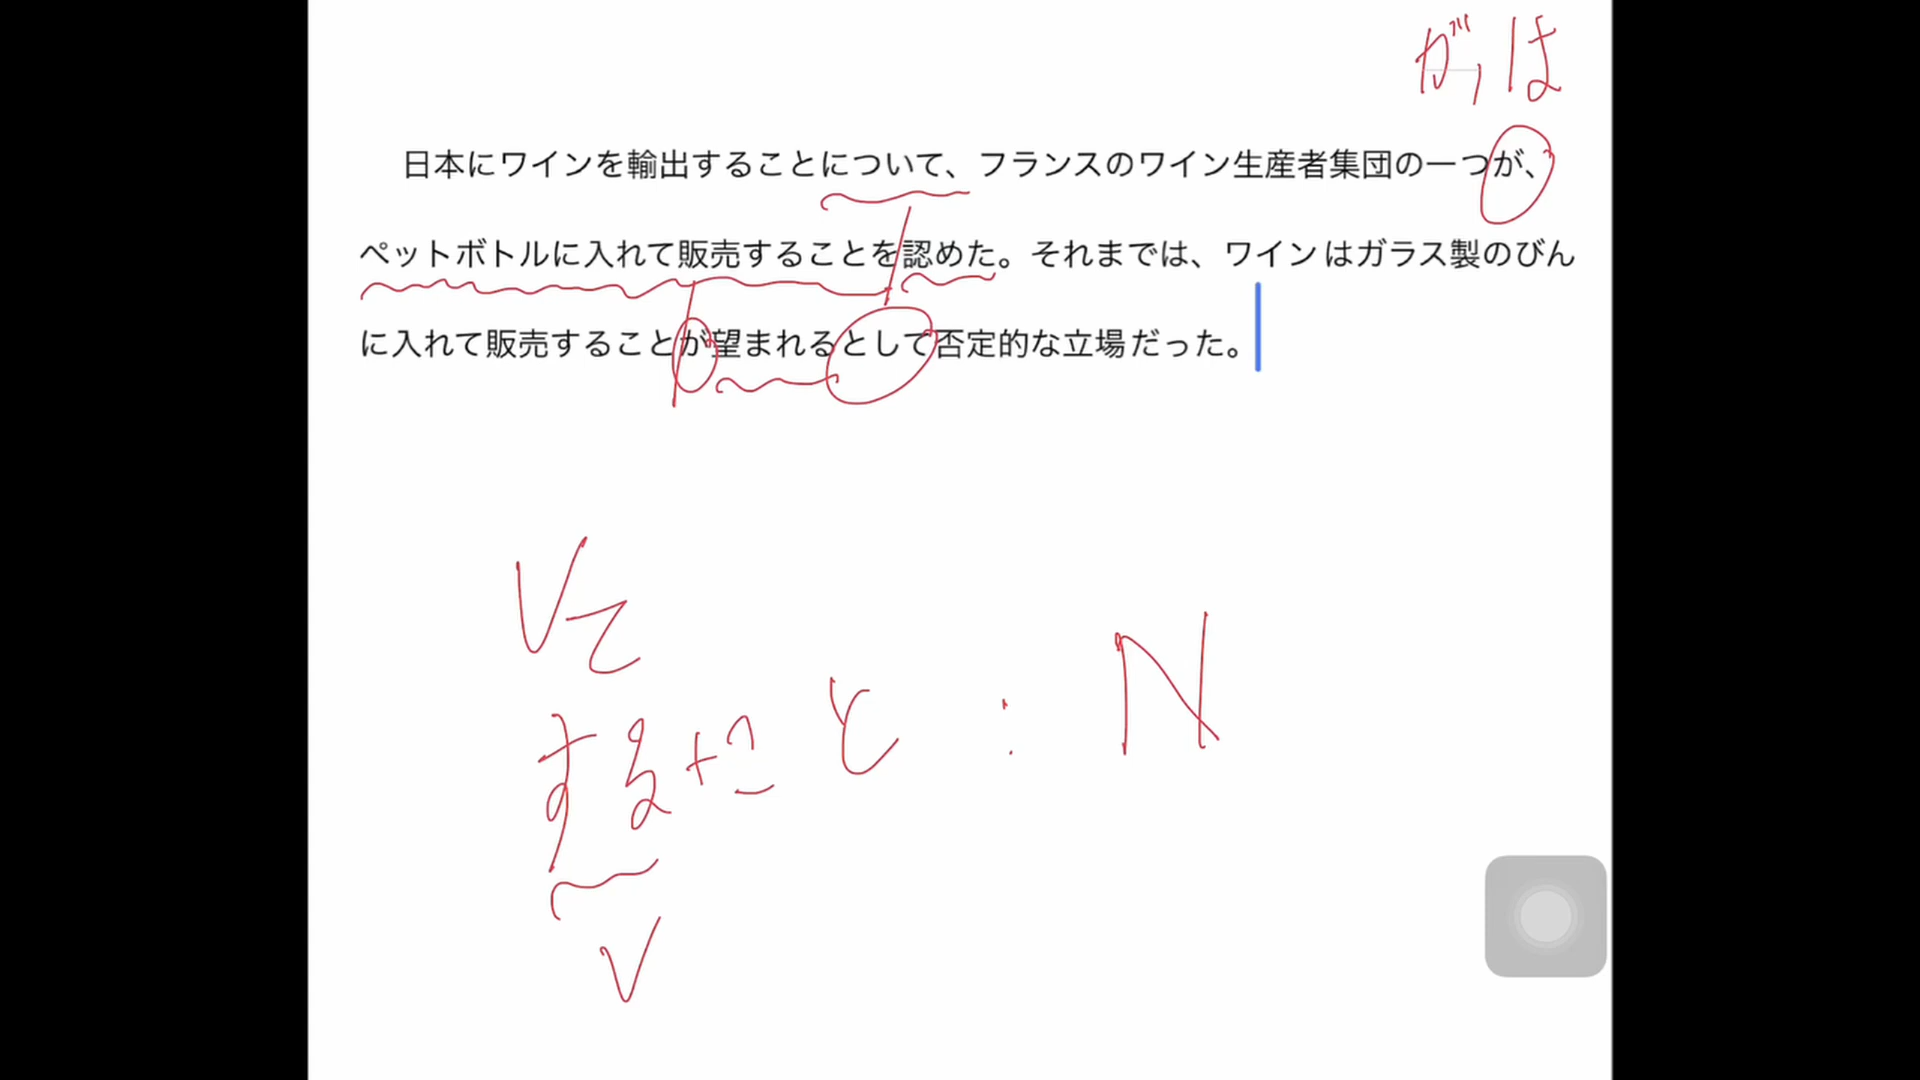 が、は
日本にワインを輸出することについて、フランスのワイン生産者集団の一つが、
ペットボトルに入れて販売することを認めた。それまでは、ワインはガラス製のびん
に入れて販売することが望まれるとして否定的な立場だった。
Vて
する+こと : N
V